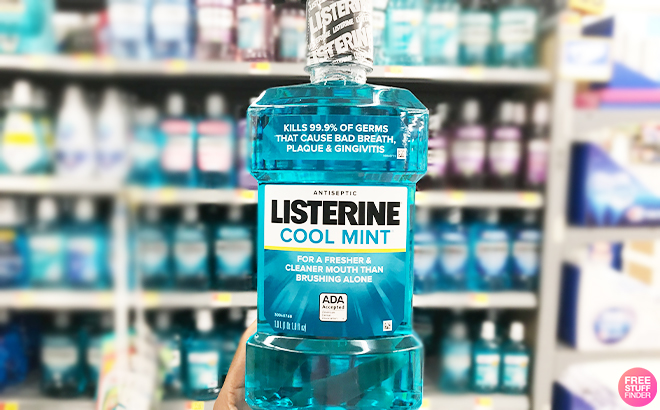 LISTERINE
KILLS 99.9% OF GERMS
THAT CAUSE BAD BREATH,
PLAQUE & GINGIVITIS
ANTISEPTIC
LISTERINE
COOL MINT
FOR A FRESHER &
CLEANER MOUTH THAN
BRUSHING ALONE
ADA
Accepted
FREE
STUFF
FINDER